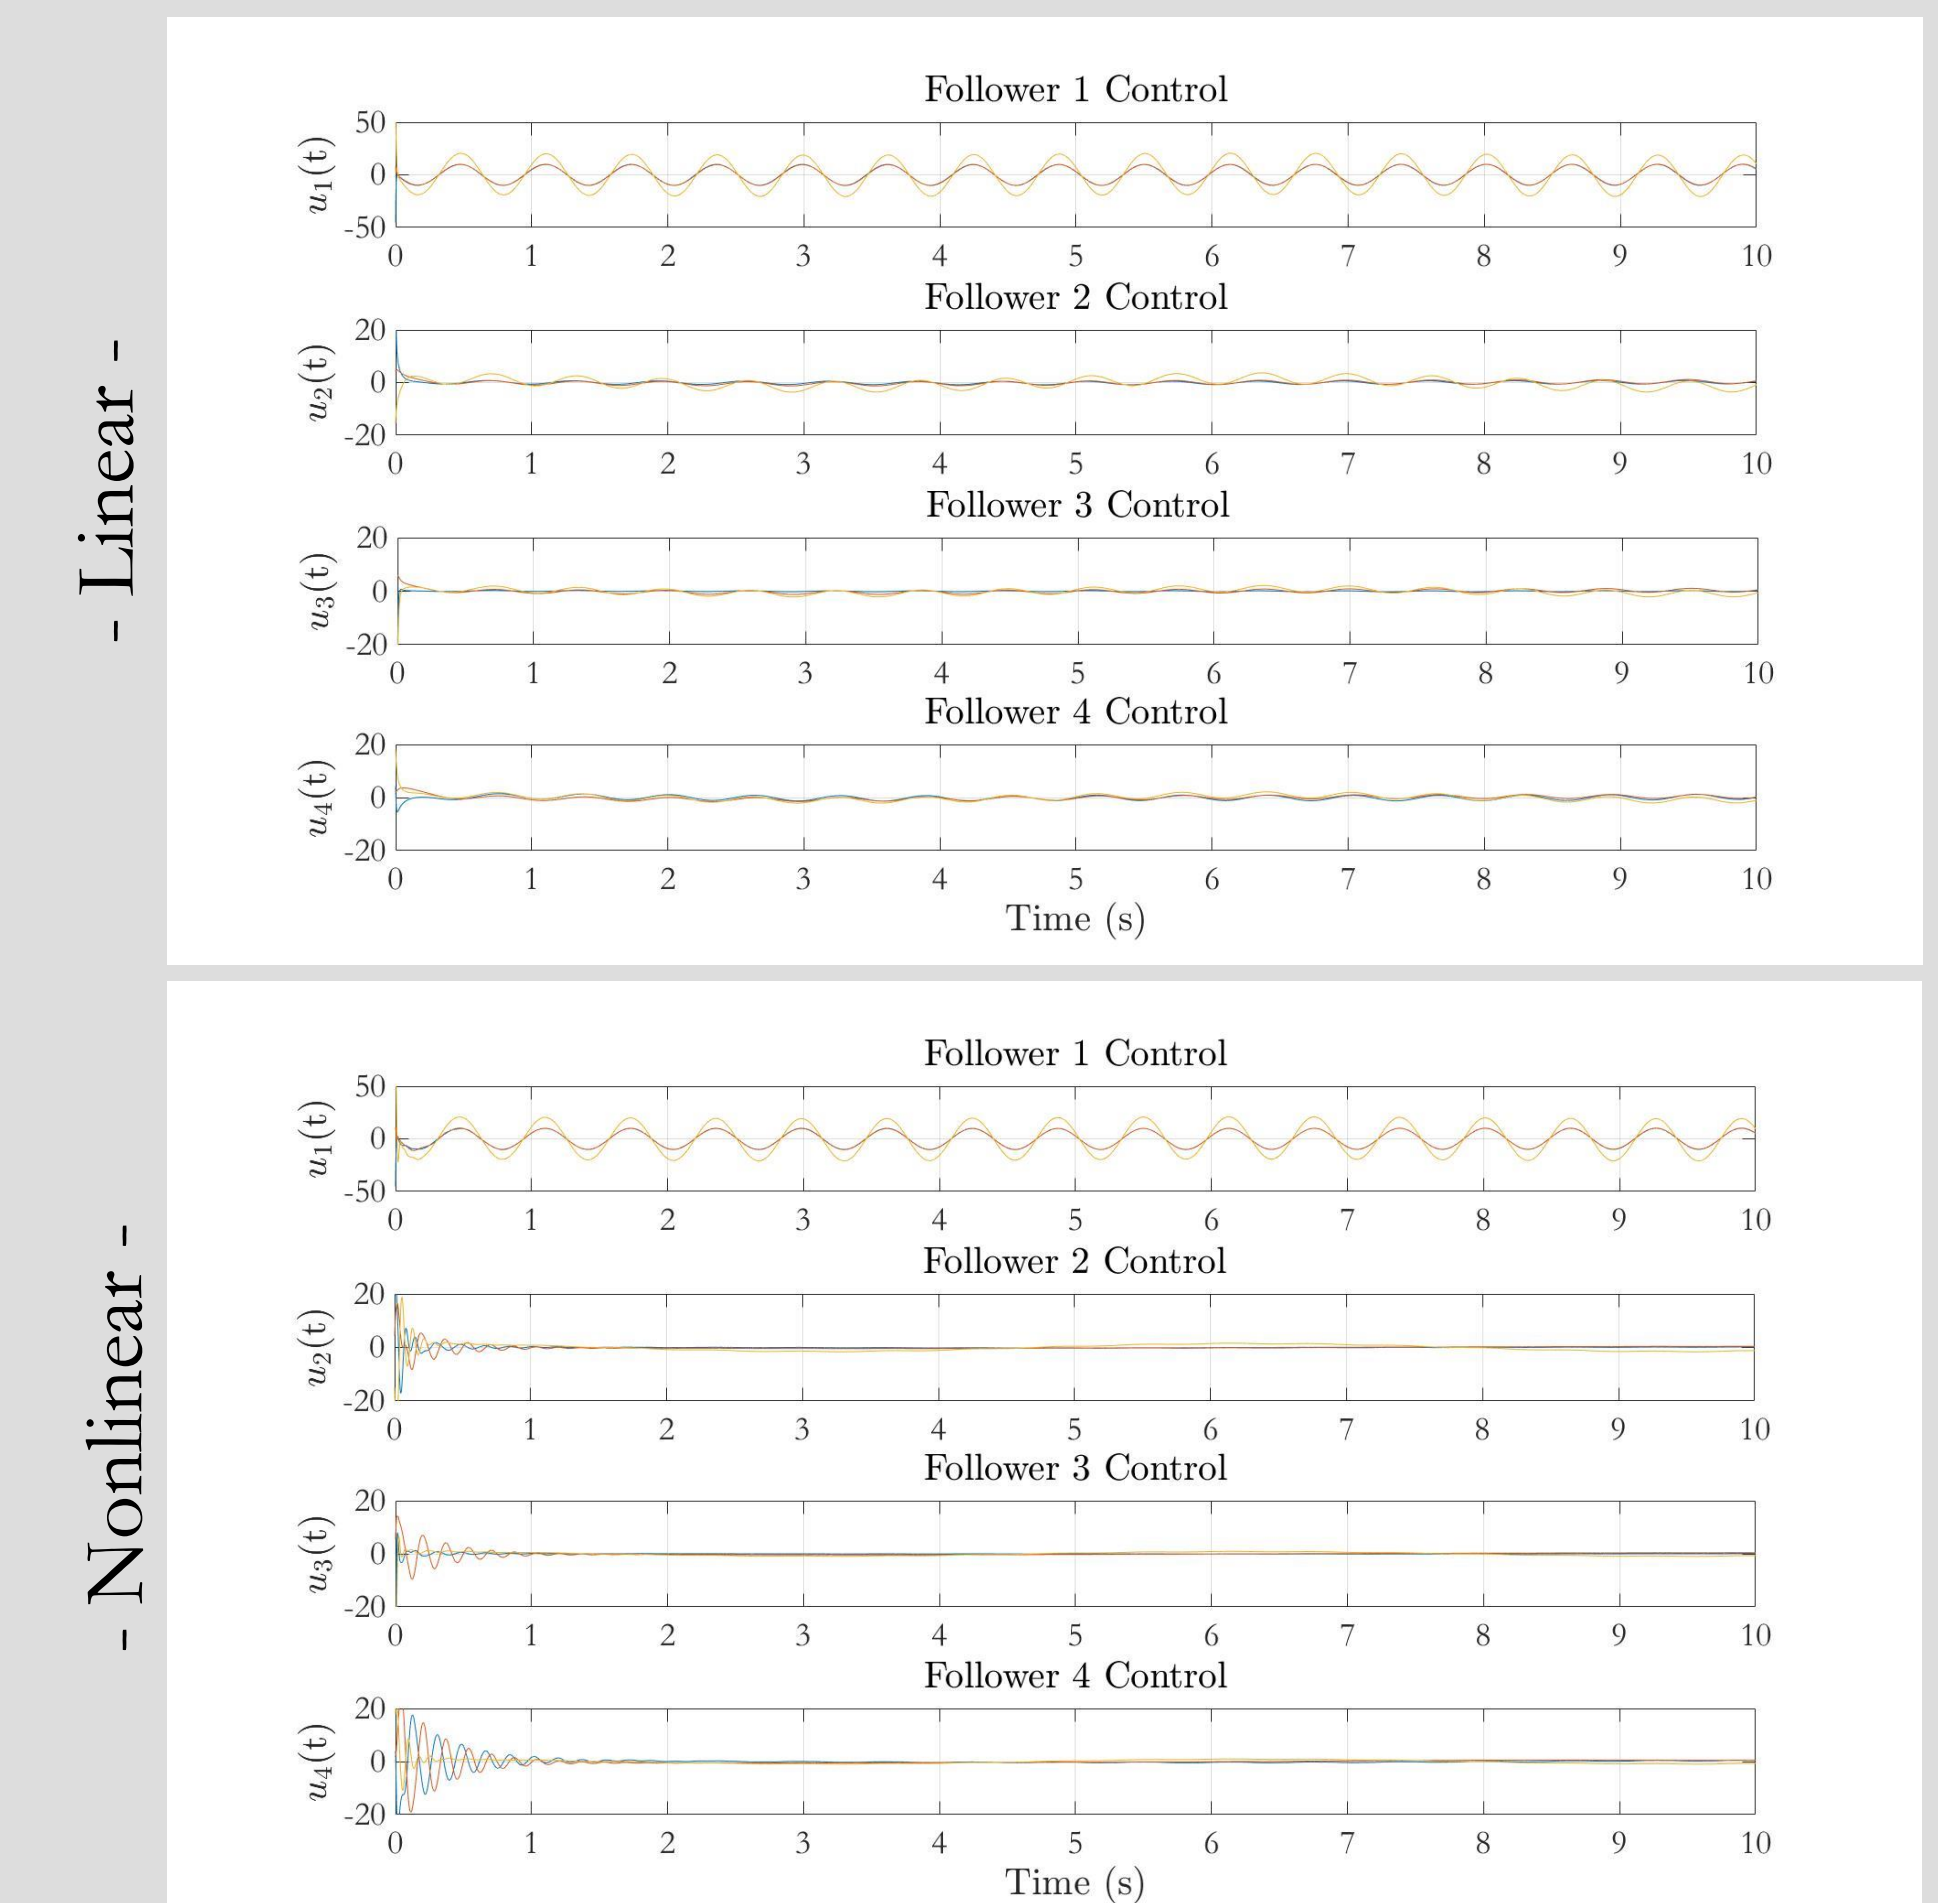 - Linear -
Follower 1 Control
u1(t)
50
0
-50
0 1 2 3 4 5 6 7 8 9 10
Follower 2 Control
u2(t)
20
0
-20
0 1 2 3 4 5 6 7 8 9 10
Follower 3 Control
u3(t)
20
0
-20
0 1 2 3 4 5 6 7 8 9 10
Follower 4 Control
u4(t)
20
0
-20
0 1 2 3 4 5 6 7 8 9 10
Time (s)
- Nonlinear -
Follower 1 Control
u1(t)
50
0
-50
0 1 2 3 4 5 6 7 8 9 10
Follower 2 Control
u2(t)
20
0
-20
0 1 2 3 4 5 6 7 8 9 10
Follower 3 Control
u3(t)
20
0
-20
0 1 2 3 4 5 6 7 8 9 10
Follower 4 Control
u4(t)
20
0
-20
0 1 2 3 4 5 6 7 8 9 10
Time (s)